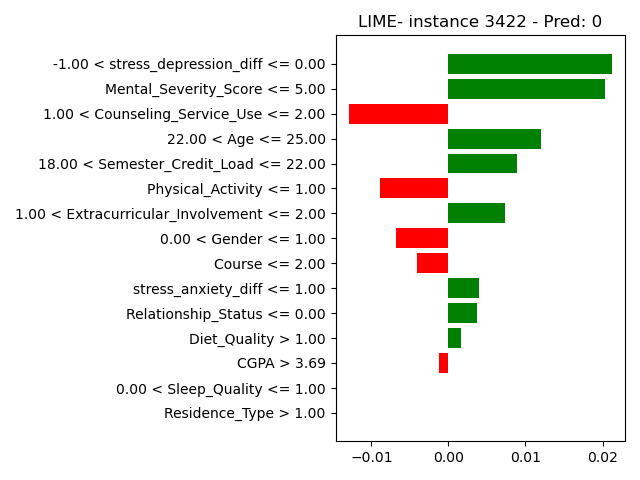 LIME- instance 3422 - Pred: 0
-1.00 < stress_depression_diff <= 0.00
Mental_Severity_Score <= 5.00
1.00 < Counseling_Service_Use <= 2.00
22.00 < Age <= 25.00
18.00 < Semester_Credit_Load <= 22.00
Physical_Activity <= 1.00
1.00 < Extracurricular_Involvement <= 2.00
0.00 < Gender <= 1.00
Course <= 2.00
stress_anxiety_diff <= 1.00
Relationship_Status <= 0.00
Diet_Quality > 1.00
CGPA > 3.69
0.00 < Sleep_Quality <= 1.00
Residence_Type > 1.00
−0.01 0.00 0.01 0.02